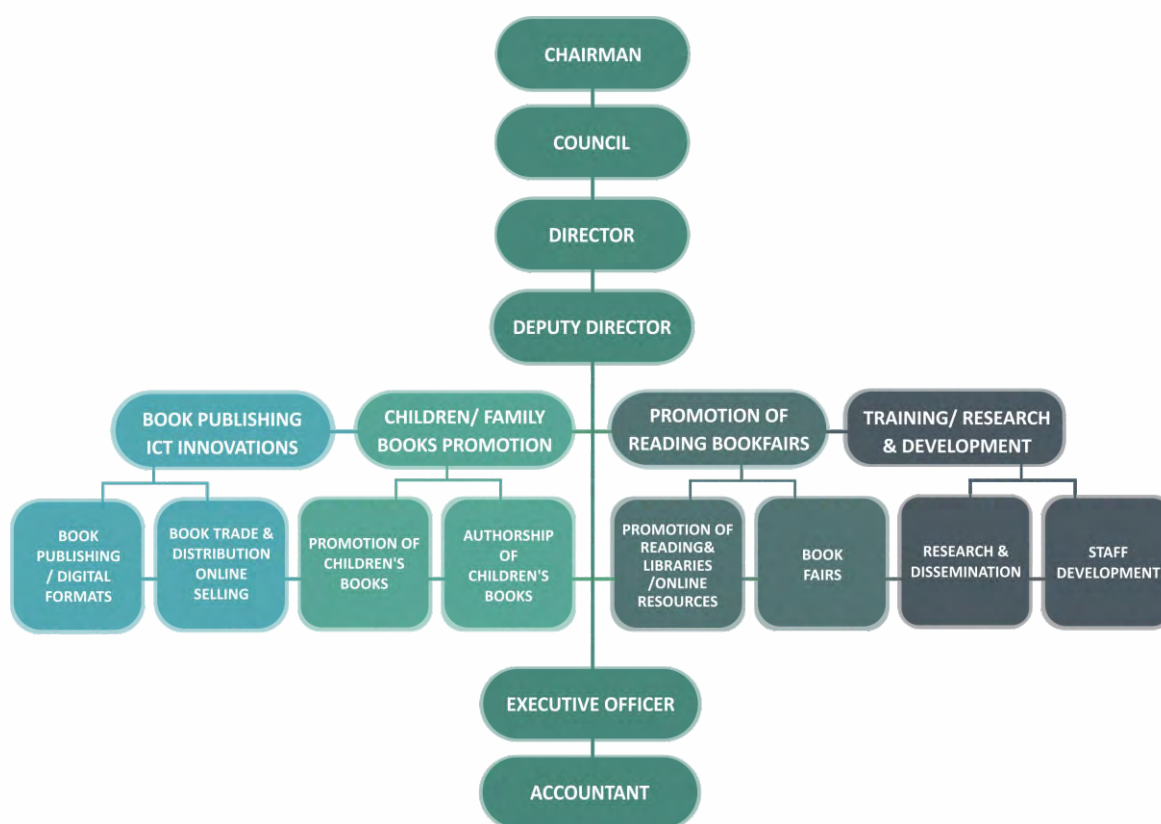 CHAIRMAN
COUNCIL
DIRECTOR
DEPUTY DIRECTOR
BOOK PUBLISHING
ICT INNOVATIONS
CHILDREN/ FAMILY
BOOKS PROMOTION
PROMOTION OF
READING BOOKFAIRS
TRAINING/ RESEARCH
& DEVELOPMENT
BOOK
PUBLISHING
/ DIGITAL
FORMATS
BOOK TRADE &
DISTRIBUTION
ONLINE
SELLING
PROMOTION OF
CHILDREN'S
BOOKS
AUTHORSHIP
OF
CHILDREN'S
BOOKS
PROMOTION OF
READING&
LIBRARIES
/ONLINE
RESOURCES
BOOK
FAIRS
RESEARCH &
DISSEMINATION
STAFF
DEVELOPMENT
EXECUTIVE OFFICER
ACCOUNTANT